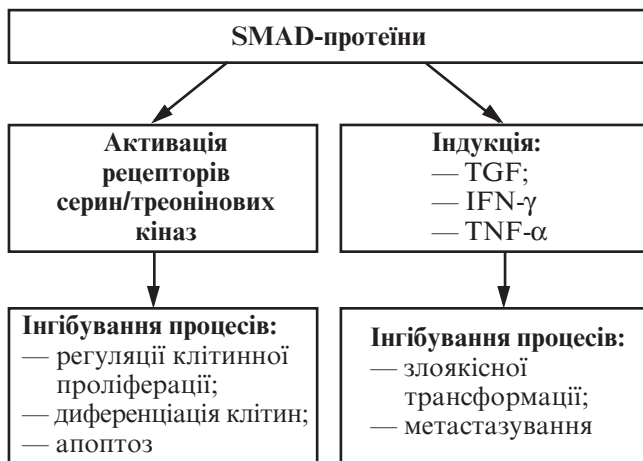 SMAD-протеїни
Активація
рецепторів
серин/треонінових
кіназ
Індукція:
— TGF;
— IFN-γ
— TNF-α
Інгібування процесів:
— регуляції клітинної
проліферації;
— диференціація клітин;
— апоптоз
Інгібування процесів:
— злоякісної
трансформації;
— метастазування